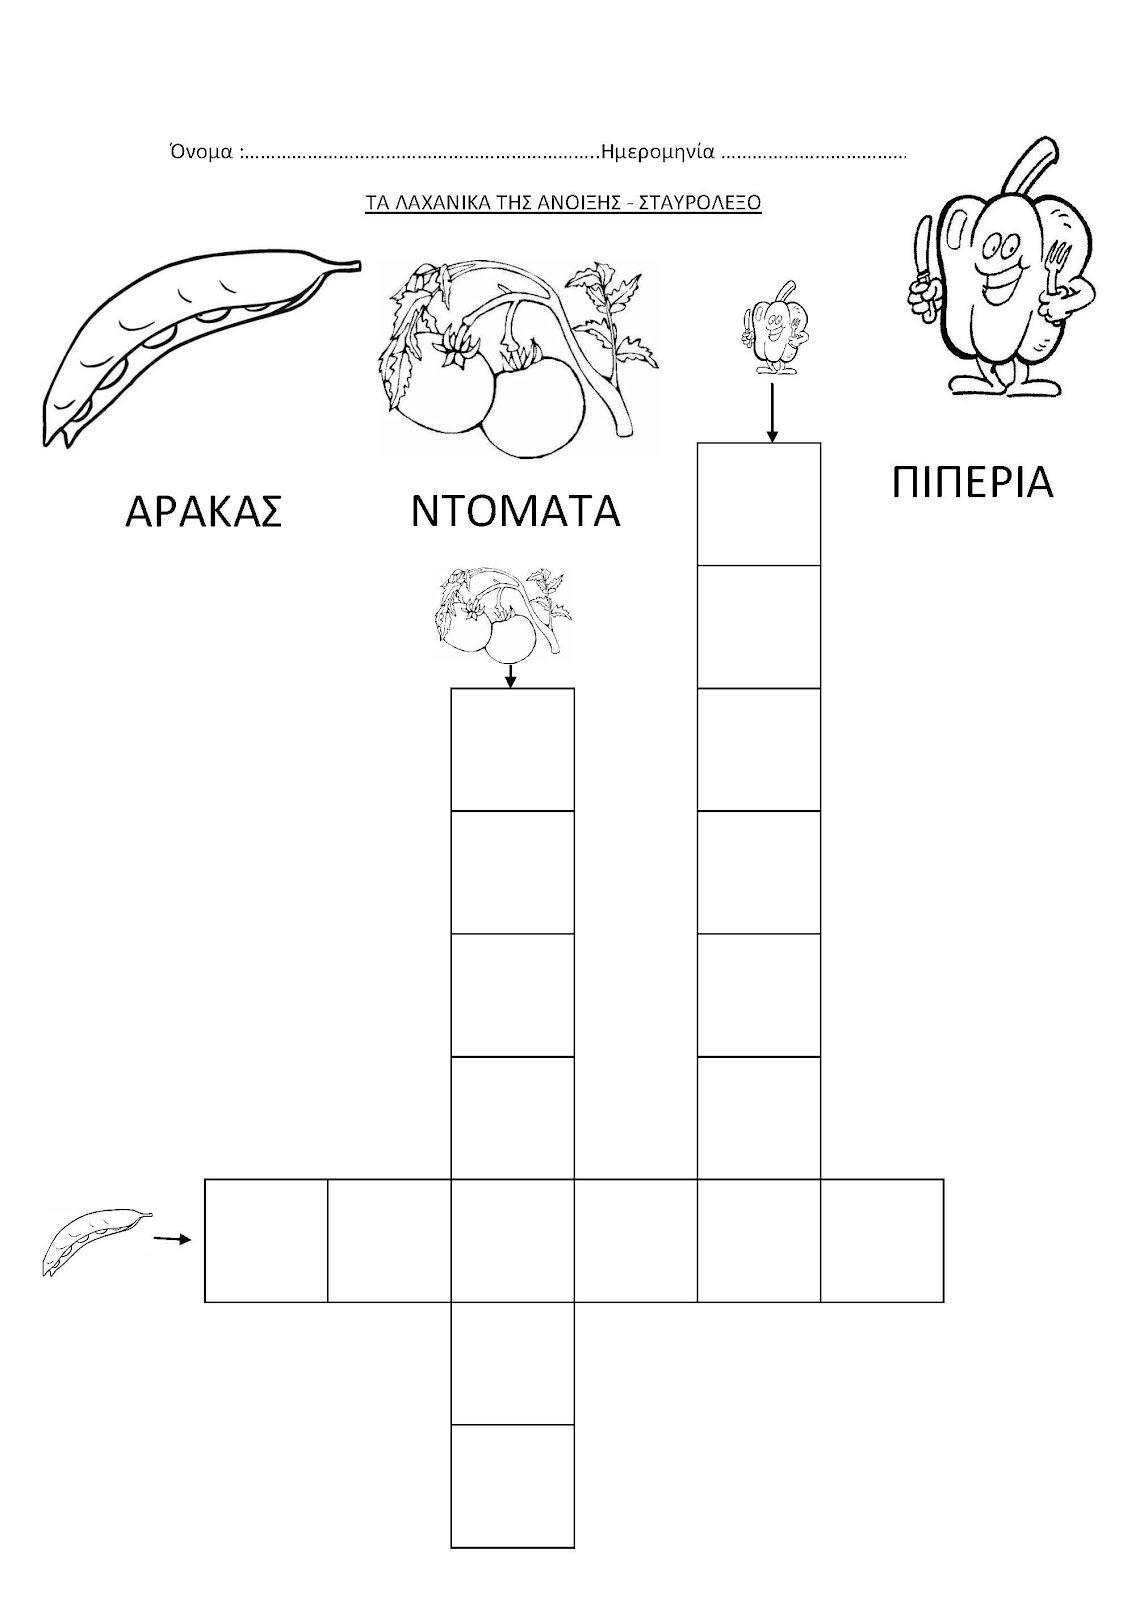 Όνομα :……………………………………………………………Ημερομηνία ………………………………
ΤΑ ΛΑΧΑΝΙΚΑ ΤΗΣ ΑΝΟΙΞΗΣ - ΣΤΑΥΡΟΛΕΞΟ
ΠΙΠΕΡΙΑ
ΑΡΑΚΑΣ ΝΤΟΜΑΤΑ